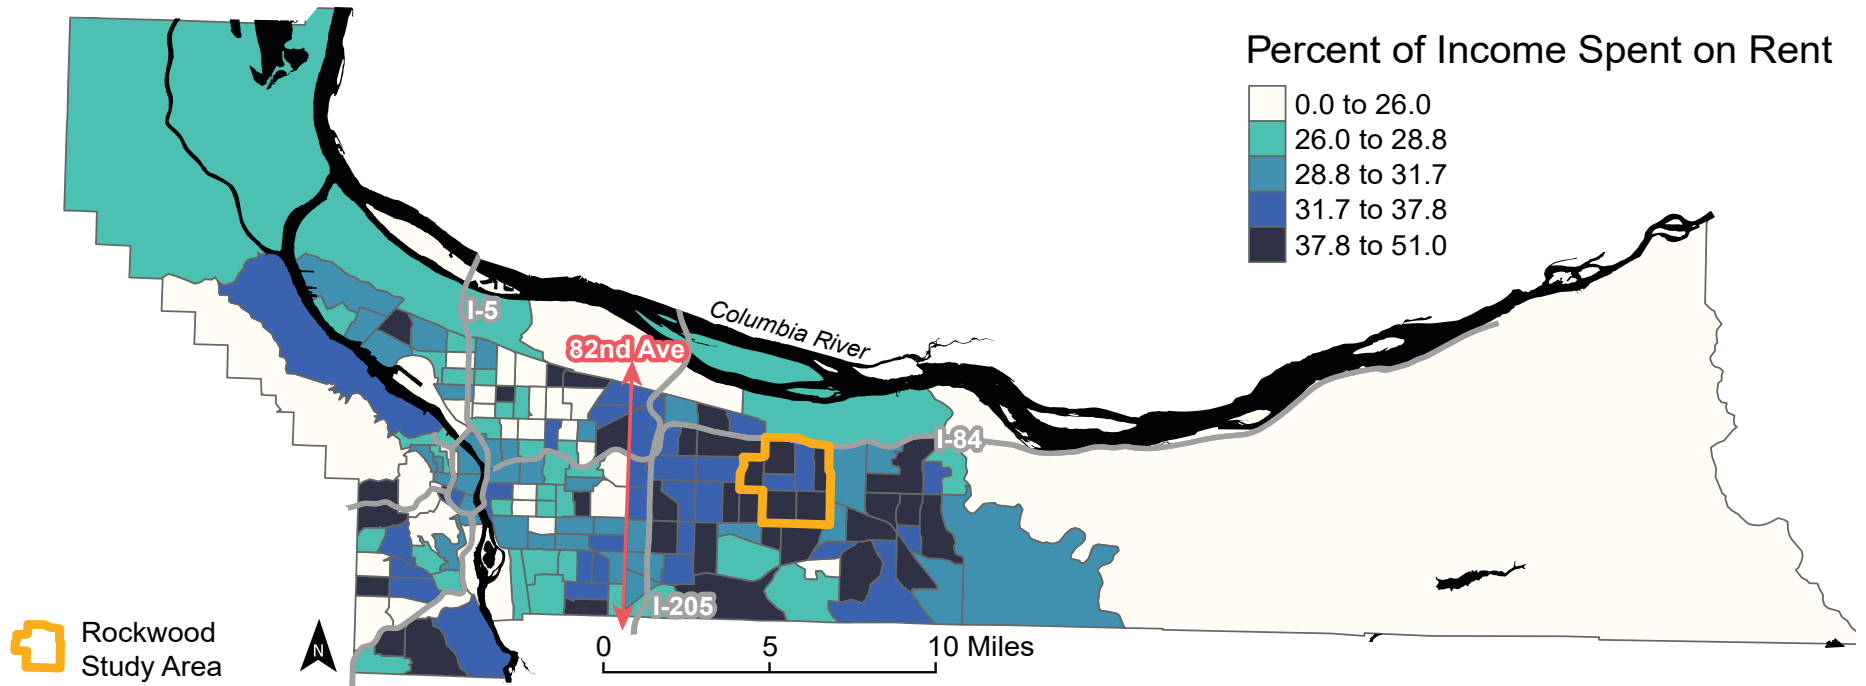 Percent of Income Spent on Rent
0.0 to 26.0
26.0 to 28.8
28.8 to 31.7
31.7 to 37.8
37.8 to 51.0
I-5
82nd Ave
Columbia River
I-84
I-205
Rockwood
Study Area
N
0 5 10 Miles